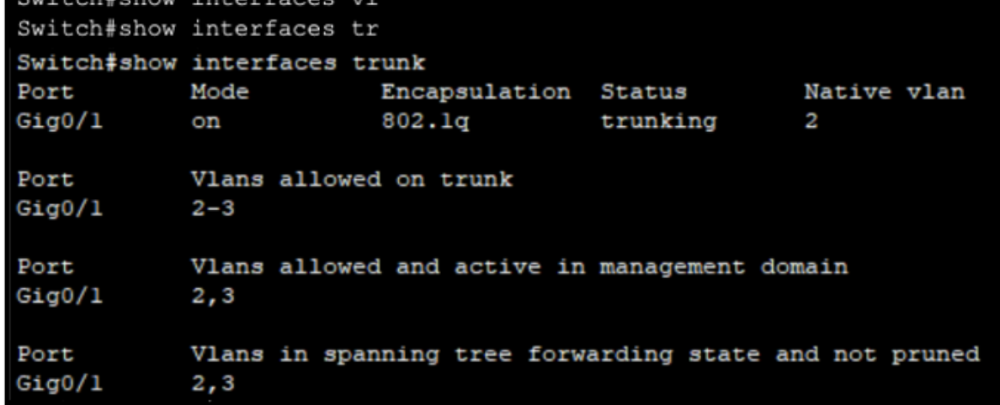 Switch#show interfaces vl
Switch#show interfaces tr
Switch#show interfaces trunk
Port Mode Encapsulation Status Native vlan
Gig0/1 on 802.1q trunking 2
Port Vlans allowed on trunk
Gig0/1 2-3
Port Vlans allowed and active in management domain
Gig0/1 2,3
Port Vlans in spanning tree forwarding state and not pruned
Gig0/1 2,3